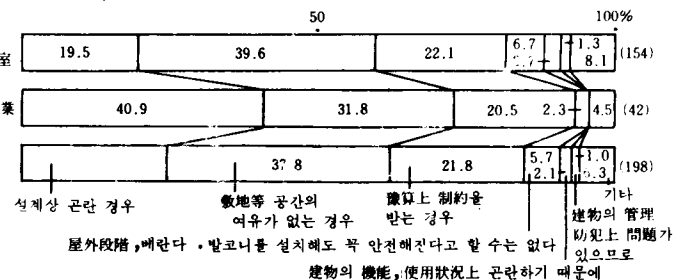 50 100%
室 19.5 39.6 22.1 6.7 1.3 8.1 (154)
葉 40.9 31.8 20.5 2.3 4.5 (42)
37.8 21.8 5.7 2.1 1.0 (198)
설계상 곤란 경우
敷地等 공간의
여유가 없는 경우
豫算上 제약을
받는 경우
기타
建物의 管理
防犯上 問題가
있으므로
屋外段階, 베란다 · 발코니를 설치해도 꼭 안전해진다고 할 수는 없다
建物의 機能, 使用狀況上 곤란하기 때문에